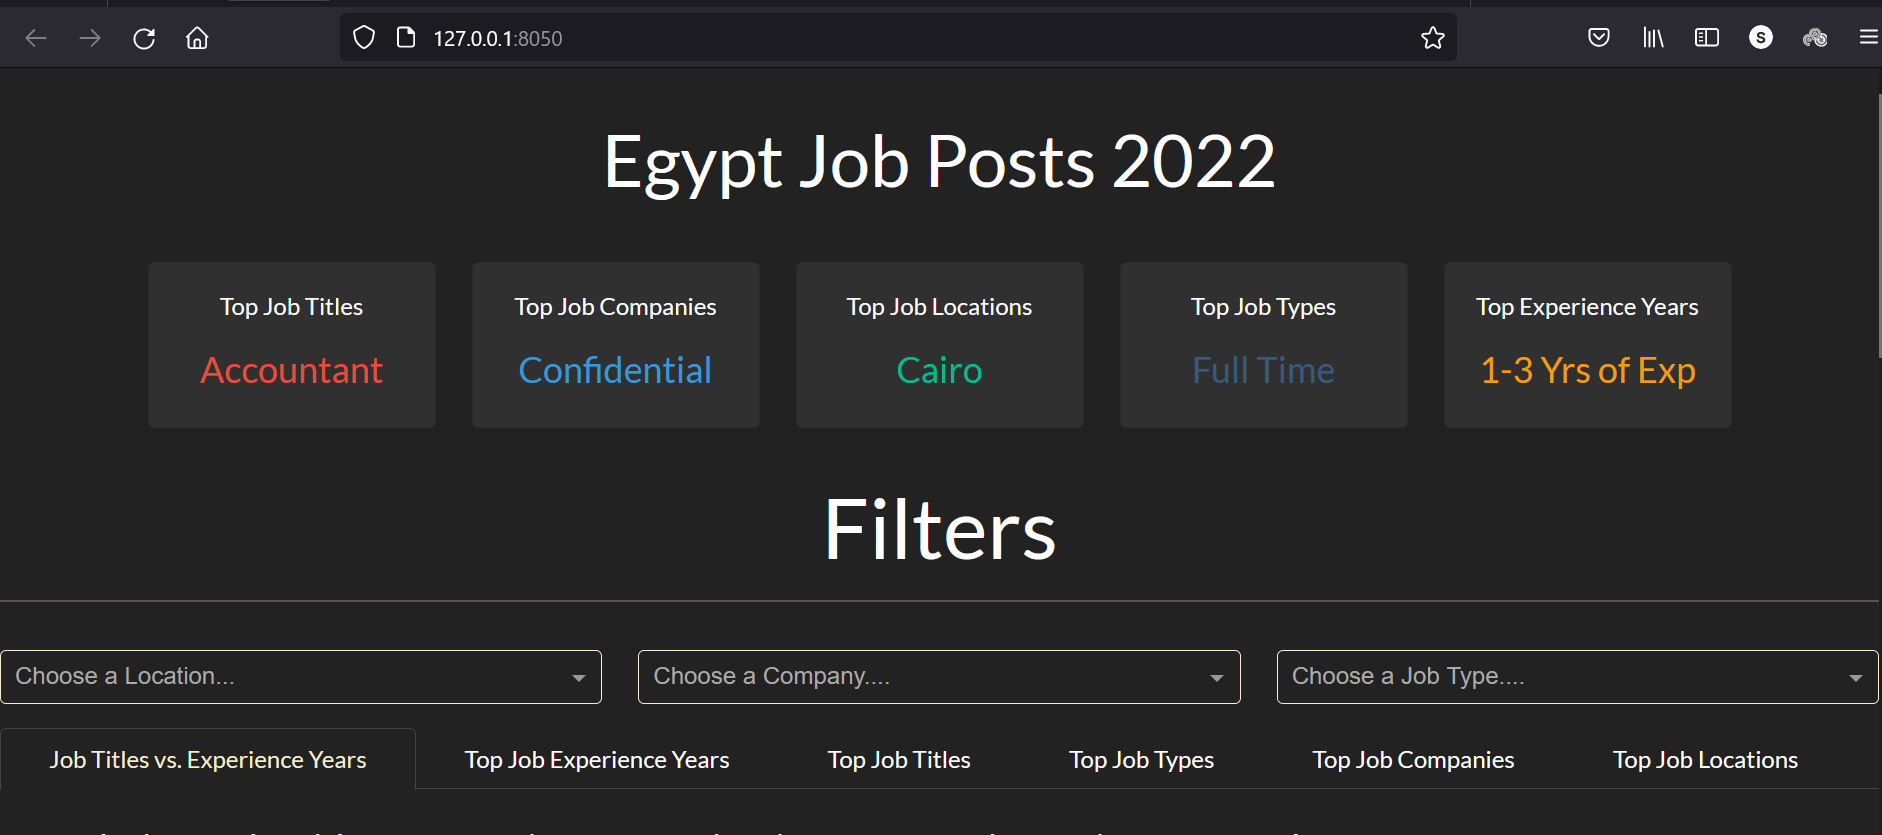 127.0.0.1:8050
S
Egypt Job Posts 2022
Top Job Titles
Accountant
Top Job Companies
Confidential
Top Job Locations
Cairo
Top Job Types
Full Time
Top Experience Years
1-3 Yrs of Exp
Filters
Choose a Location...
Choose a Company....
Choose a Job Type....
Job Titles vs. Experience Years
Top Job Experience Years
Top Job Titles
Top Job Types
Top Job Companies
Top Job Locations